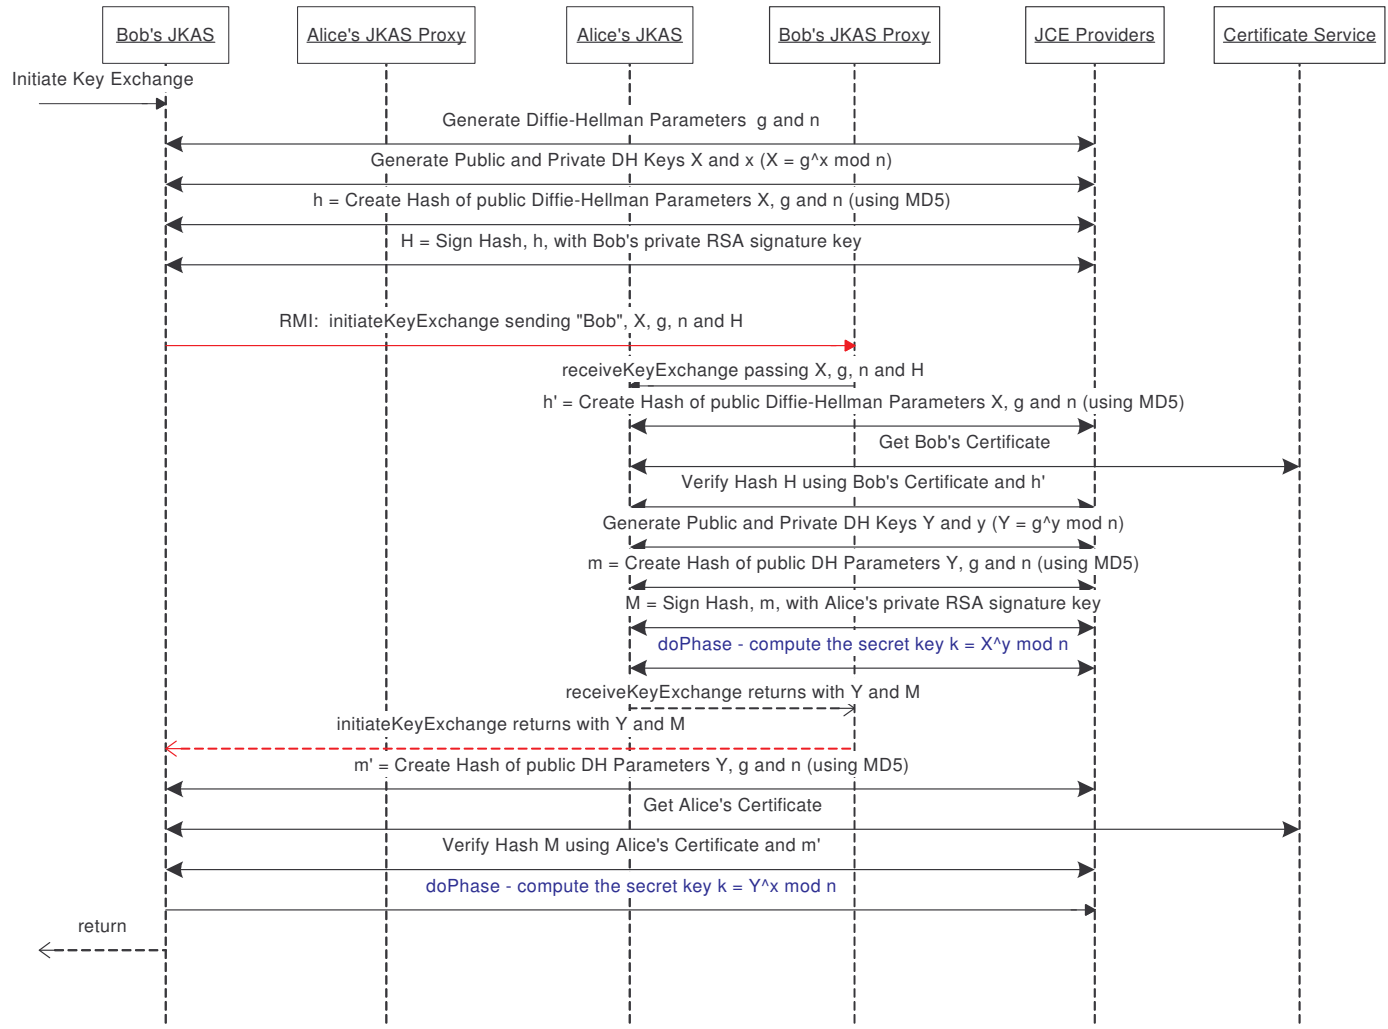 Bob's JKAS
Alice's JKAS Proxy
Alice's JKAS
Bob's JKAS Proxy
JCE Providers
Certificate Service
Initiate Key Exchange
Generate Diffie-Hellman Parameters g and n
Generate Public and Private DH Keys X and x (X = g^x mod n)
h = Create Hash of public Diffie-Hellman Parameters X, g and n (using MD5)
H = Sign Hash, h, with Bob's private RSA signature key
RMI: initiateKeyExchange sending "Bob", X, g, n and H
receiveKeyExchange passing X, g, n and H
h' = Create Hash of public Diffie-Hellman Parameters X, g and n (using MD5)
Get Bob's Certificate
Verify Hash H using Bob's Certificate and h'
Generate Public and Private DH Keys Y and y (Y = g^y mod n)
m = Create Hash of public DH Parameters Y, g and n (using MD5)
M = Sign Hash, m, with Alice's private RSA signature key
doPhase - compute the secret key k = X^y mod n
receiveKeyExchange returns with Y and M
initiateKeyExchange returns with Y and M
m' = Create Hash of public DH Parameters Y, g and n (using MD5)
Get Alice's Certificate
Verify Hash M using Alice's Certificate and m'
doPhase - compute the secret key k = Y^x mod n
return